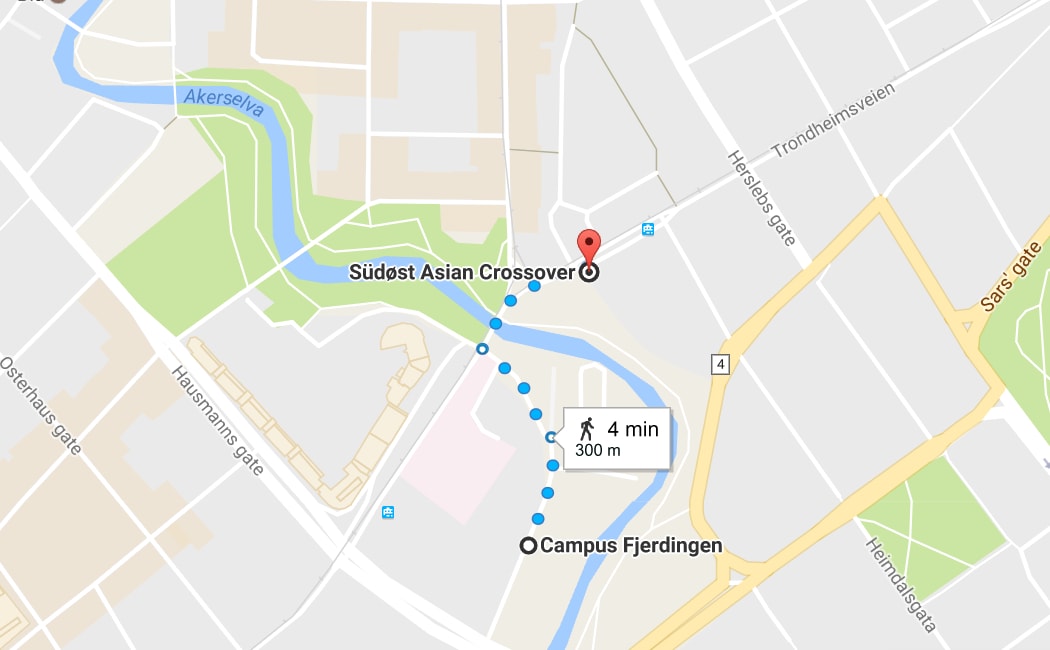 Akerselva
Trondheimsveien
Herslebs gate
Sars' gate
Südøst Asian Crossover
4
Osterhaus gate
Hausmanns gate
4 min
300 m
Campus Fjerdingen
Heimdalsgata